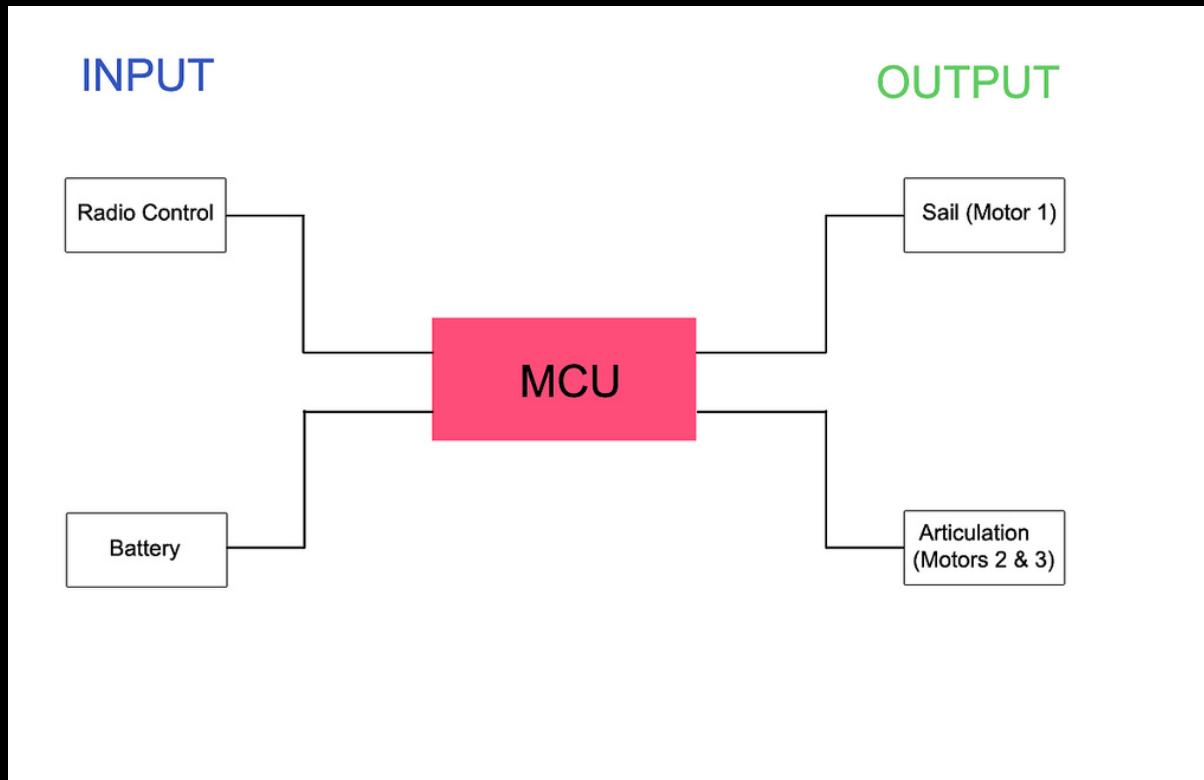 INPUT
OUTPUT
Radio Control
Sail (Motor 1)
MCU
Battery
Articulation
(Motors 2 & 3)